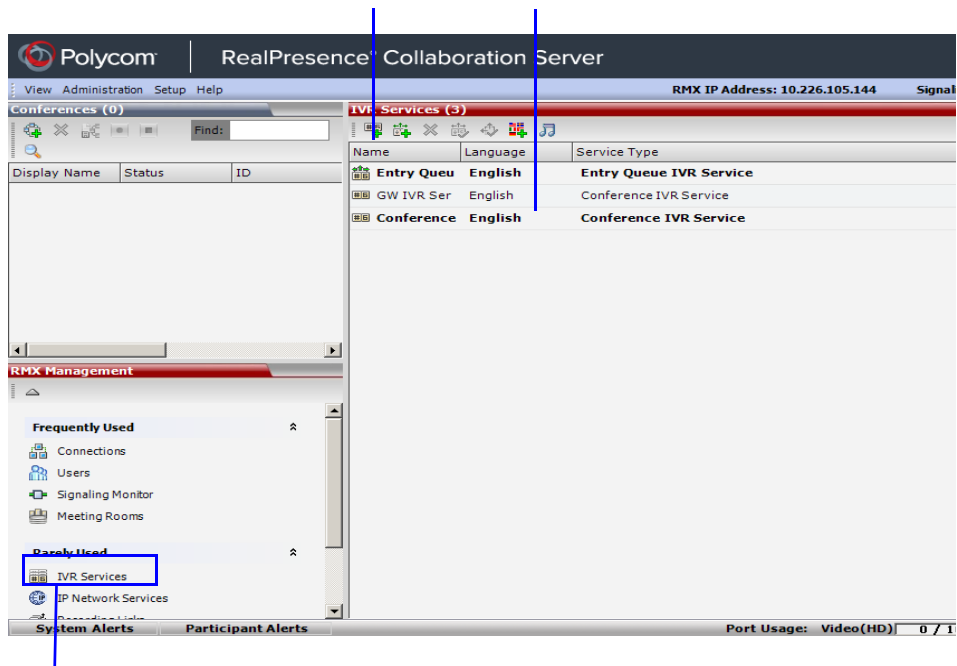 Polycom RealPresence Collaboration Server
View Administration Setup Help RMX IP Address: 10.226.105.144
Conferences (0)
Find:
Display Name Status ID
IVR Services (3)
Name Language Service Type
Entry Queu English Entry Queue IVR Service
GW IVR Ser English Conference IVR Service
Conference English Conference IVR Service
RMX Management
Frequently Used
Connections
Users
Signaling Monitor
Meeting Rooms
Rarely Used
IVR Services
IP Network Services
Recording Links
System Alerts Participant Alerts Port Usage: Video(HD) 0 /